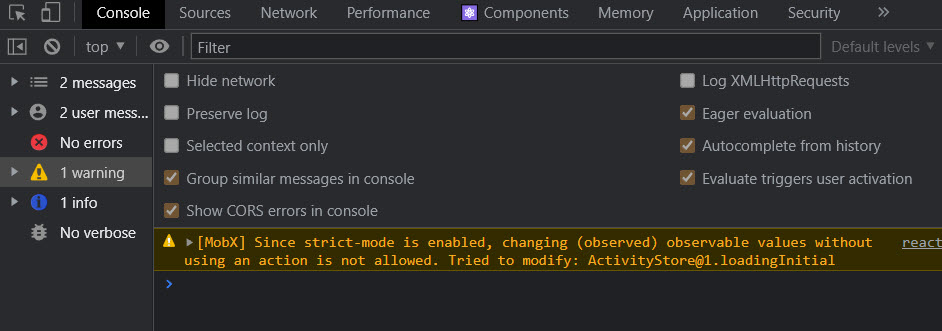 Console Sources Network Performance Components Memory Application Security
top Filter Default levels
2 messages
2 user mess...
No errors
1 warning
1 info
No verbose
Hide network Log XMLHttpRequests
Preserve log Eager evaluation
Selected context only Autocomplete from history
Group similar messages in console Evaluate triggers user activation
Show CORS errors in console
[MobX] Since strict-mode is enabled, changing (observed) observable values without react
using an action is not allowed. Tried to modify: ActivityStore@1.loadingInitial